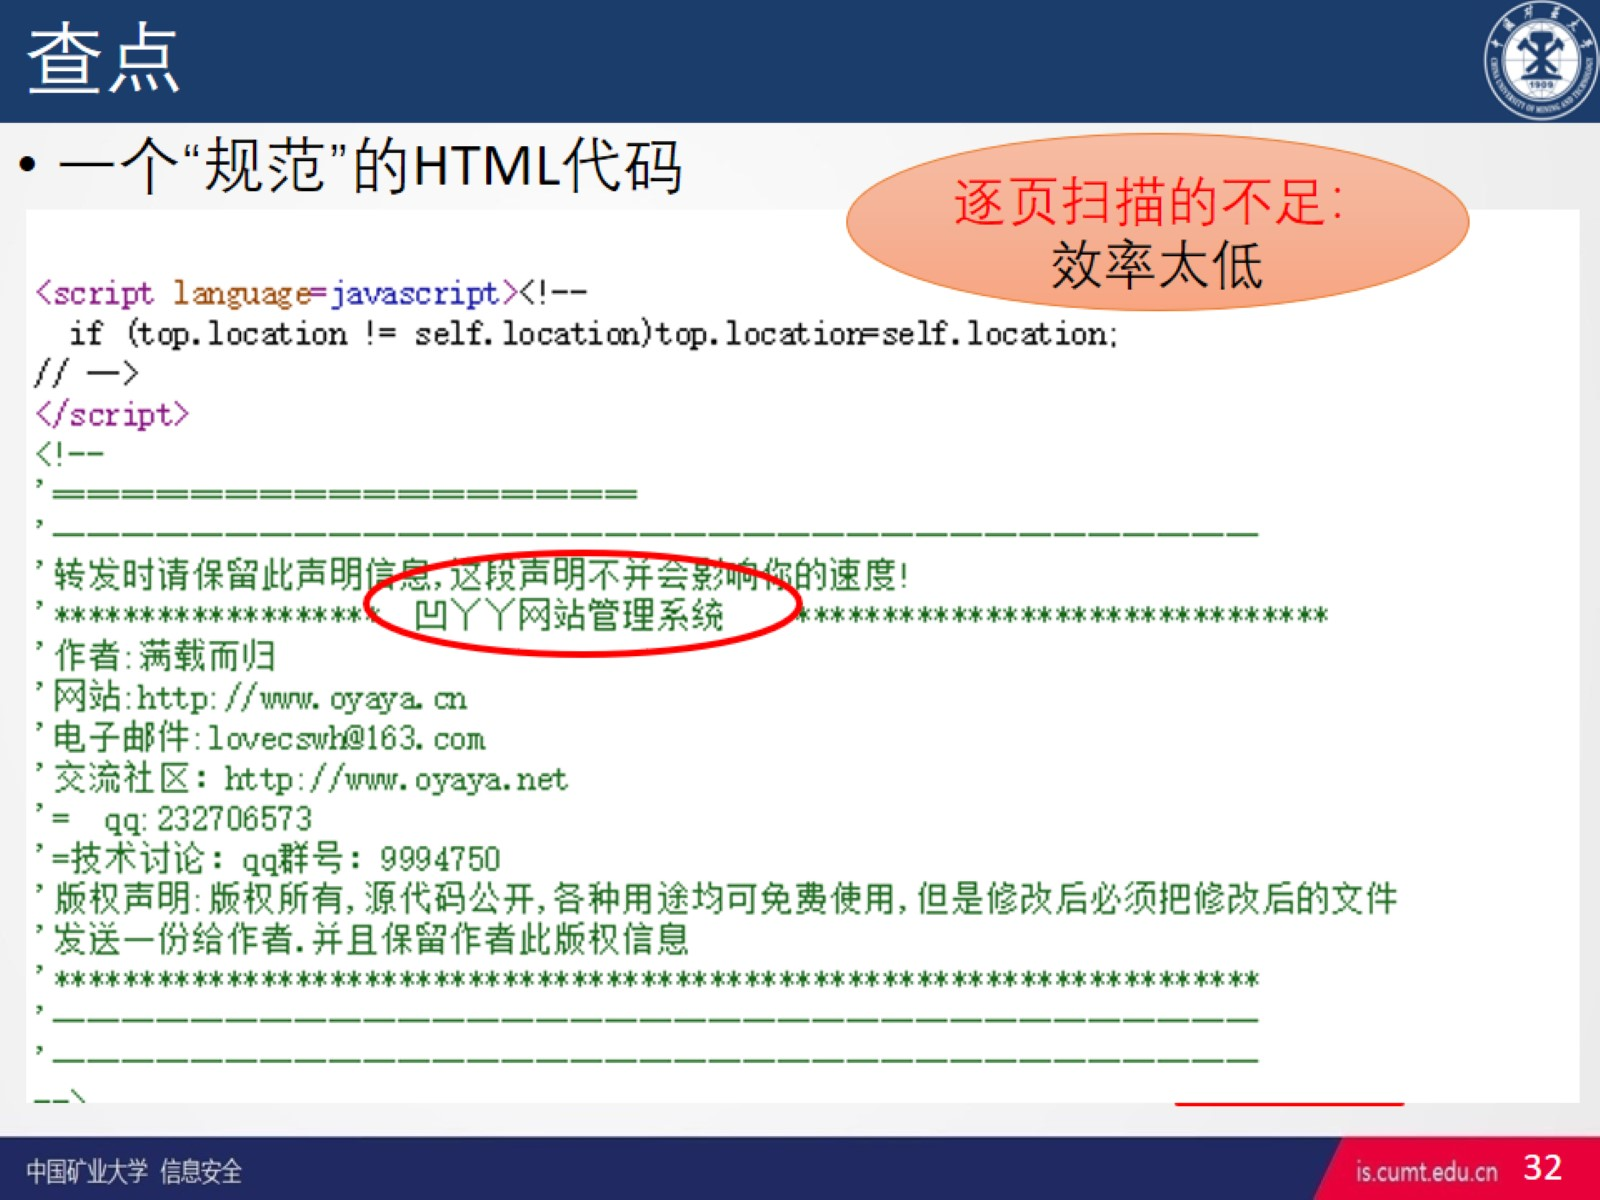 查点
• 一个“规范”的HTML代码
逐页扫描的不足：
效率太低
<script language=javascript><!--
if (top.location != self.location)top.location=self.location;
// -->
</script>
<!--
'==================================
'———————————————————————————————————
'转发时请保留此声明信息,这段声明不并会影响你的速度!
'******************* 凹丫丫网站管理系统 *******************************
'作者:满载而归
'网站:http://www.oyaya.cn
'电子邮件:lovecswh@163.com
'交流社区：http://www.oyaya.net
'= qq:232706573
'=技术讨论：qq群号：9994750
'版权声明:版权所有,源代码公开,各种用途均可免费使用,但是修改后必须把修改后的文件
'发送一份给作者.并且保留作者此版权信息
'**********************************************************************
'———————————————————————————————————
'———————————————————————————————————
-->
中国矿业大学 信息安全
is.cumt.edu.cn 32